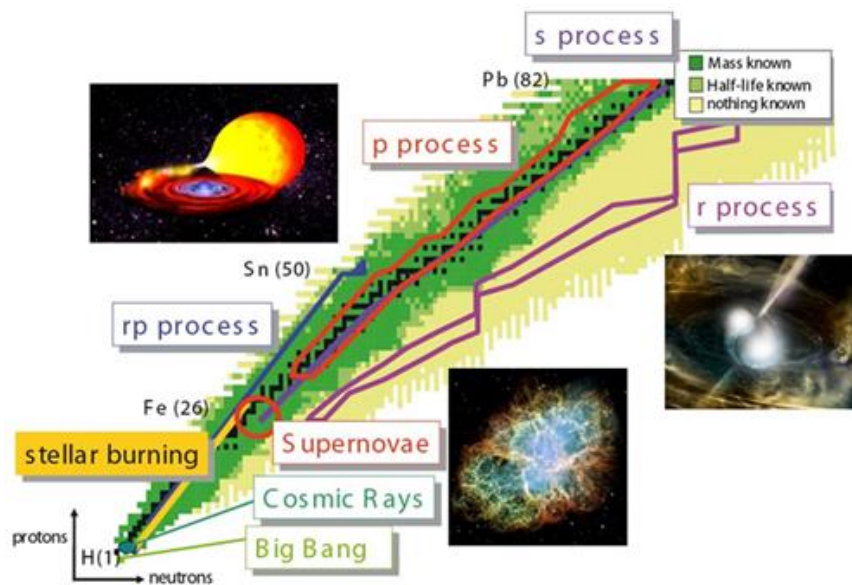 s process
Pb (82)
Mass known
Half-life known
nothing known
p process
r process
Sn (50)
rp process
Fe (26)
stellar burning
Supernovae
Cosmic Rays
protons
H(1)
Big Bang
neutrons